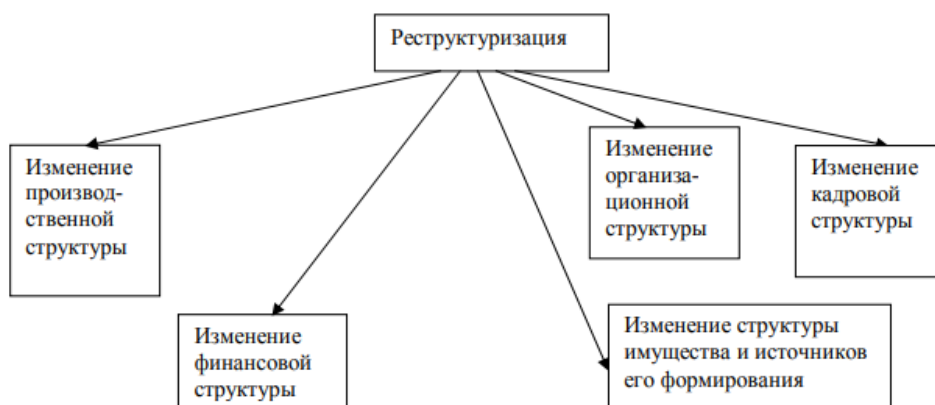 Реструктуризация
Изменение
производ-
ственной
структуры
Изменение
финансовой
структуры
Изменение структуры
имущества и источников
его формирования
Изменение
организа-
ционной
структуры
Изменение
кадровой
структуры